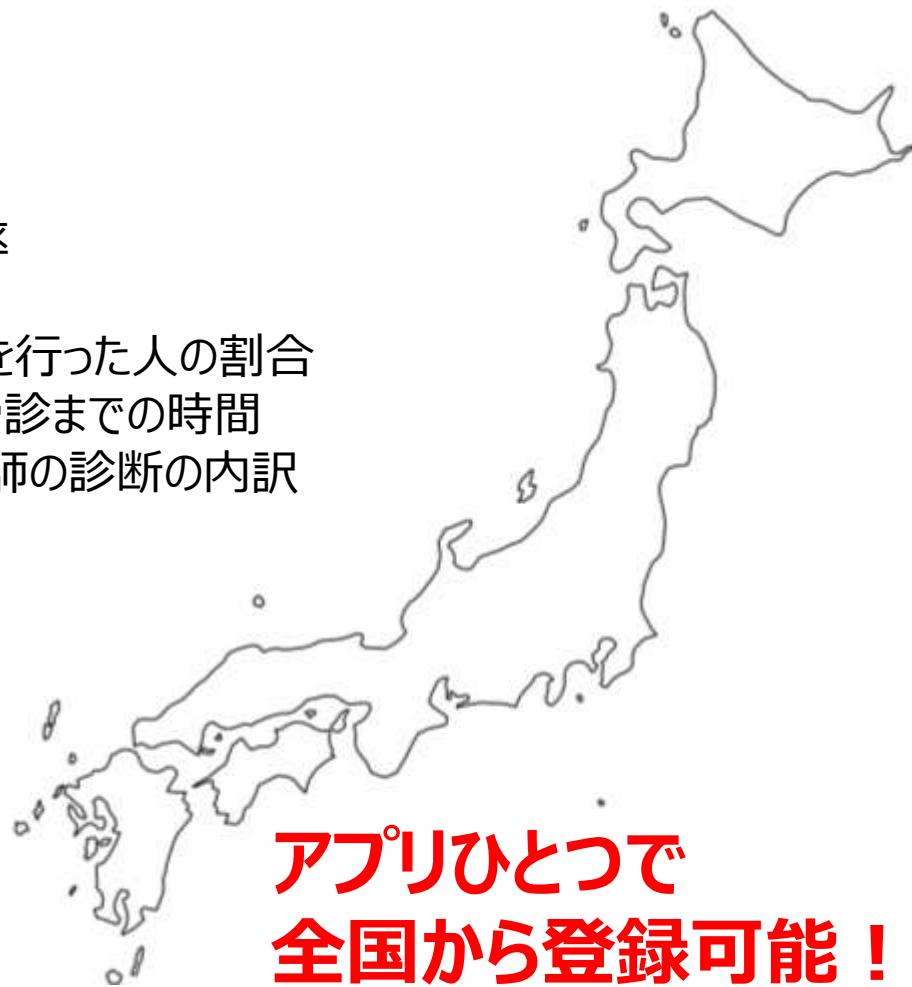 を行った人の割合
診までの時間
師の診断の内訳
アプリひとつで
全国から登録可能！